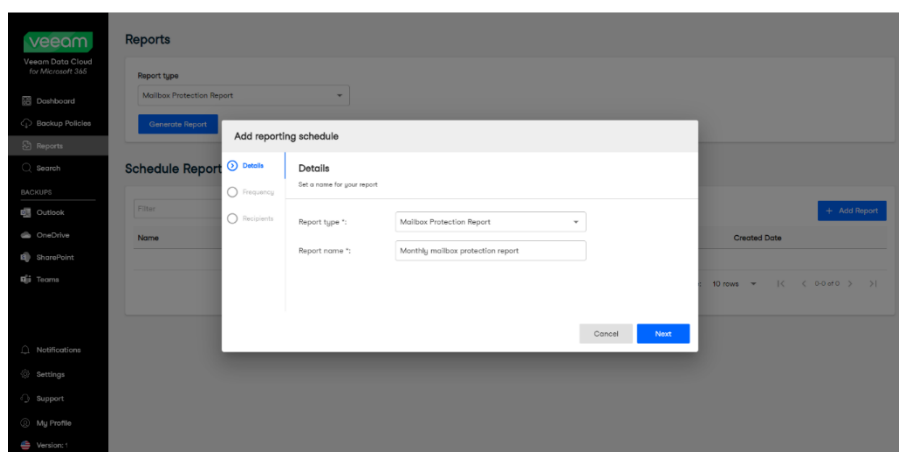 veeam
Veeam Data Cloud
for Microsoft 365
Dashboard
Backup Policies
Reports
Search
BACKUPS
Outlook
OneDrive
SharePoint
Teams
Notifications
Settings
Support
My Profile
Version:
Reports
Report type
Mailbox Protection Report
Generate Report
Schedule Report
Filter
+ Add Report
Name
Created Date
10 rows
0-0 of 0
Add reporting schedule
Details
Frequency
Recipients
Details
Set a name for your report
Report type *:
Mailbox Protection Report
Report name *:
Monthly mailbox protection report
Cancel
Next